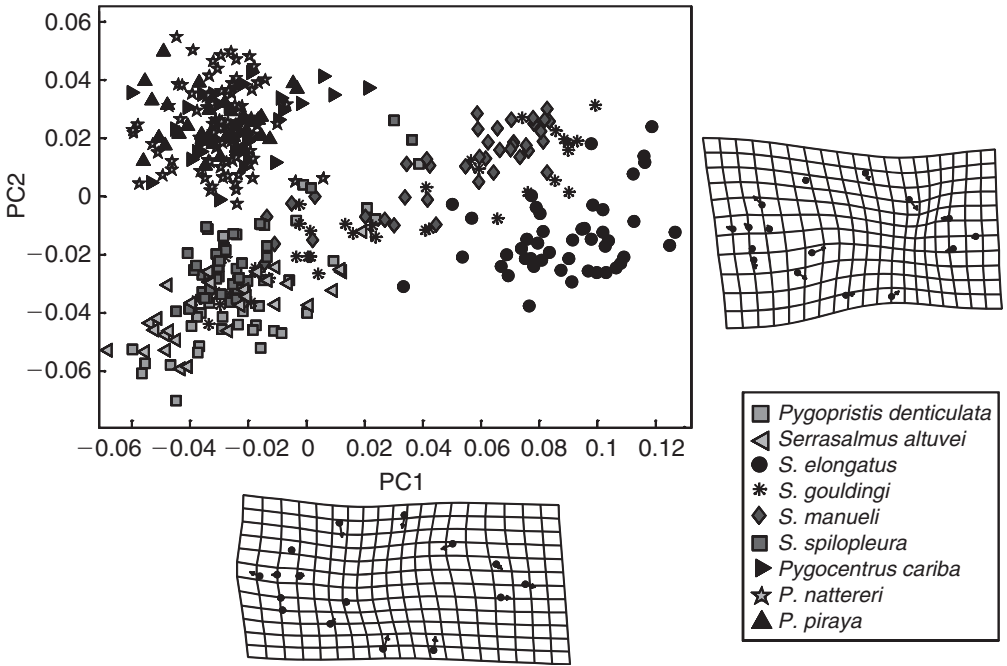 0.06
0.04
0.02
0
−0.02
−0.04
−0.06
PC2
−0.06 −0.04 −0.02 0 0.02 0.04 0.06 0.08 0.1 0.12
PC1
Pygopristis denticulata
Serrasalmus altuvei
S. elongatus
S. gouldingi
S. manueli
S. spilopleura
Pygocentrus cariba
P. nattereri
P. piraya